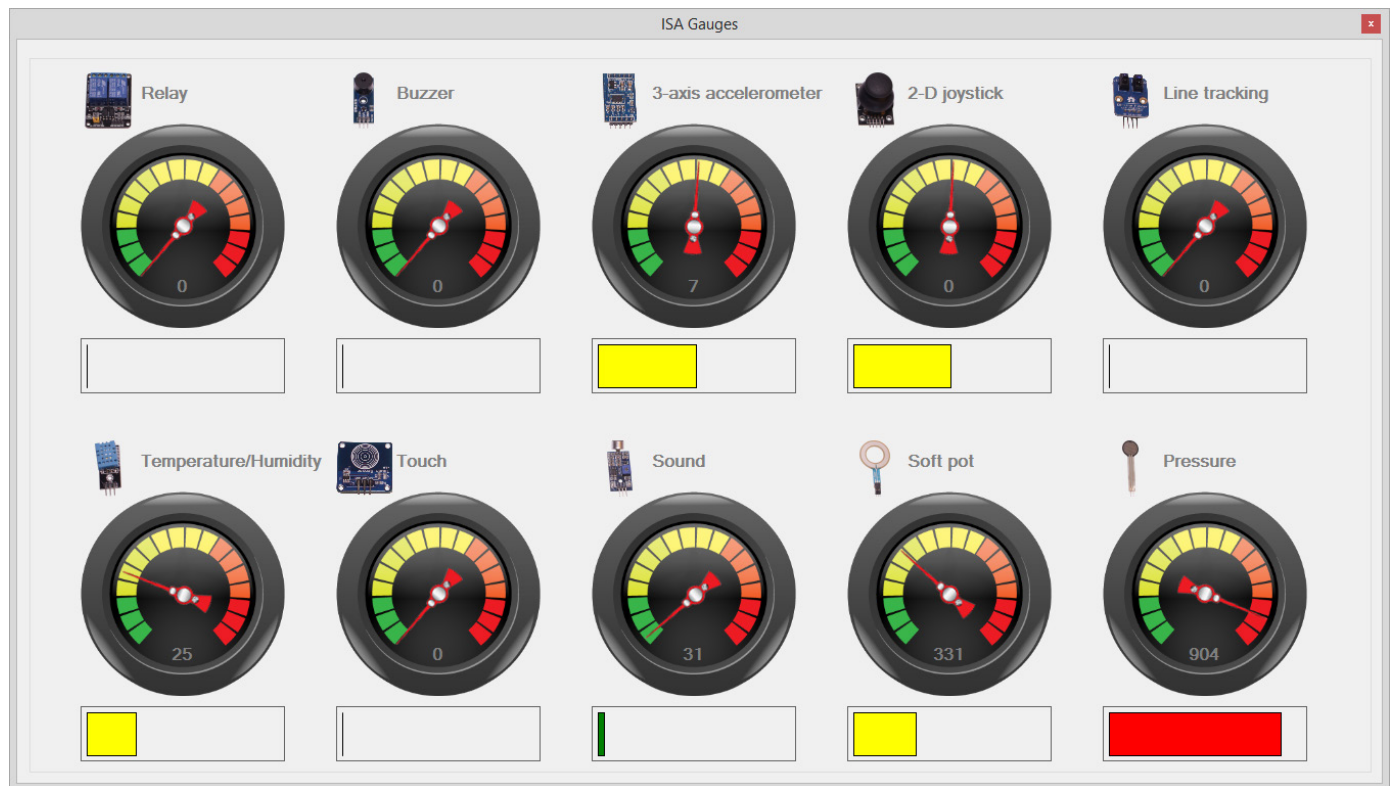 ISA Gauges
x
Relay
Buzzer
3-axis accelerometer
2-D joystick
Line tracking
0
0
7
0
0
Temperature/Humidity
Touch
Sound
Soft pot
Pressure
25
0
31
331
904